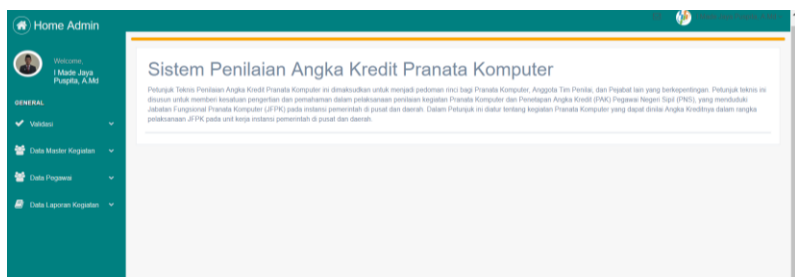 Home Admin
Welcome,
I Made Jaya
Puspita, A.Md
GENERAL
Validasi
Data Master Kegiatan
Data Pegawai
Data Laporan Kegiatan
Sistem Penilaian Angka Kredit Pranata Komputer
Petunjuk Teknis Penilaian Angka Kredit Pranata Komputer ini dimaksudkan untuk menjadi pedoman rinci bagi Pranata Komputer, Anggota Tim Penilai, dan Pejabat lain yang berkepentingan. Petunjuk teknis ini
disusun untuk memberi kesatuan pengertian dan pemahaman dalam pelaksanaan penilaian kegiatan Pranata Komputer dan Penetapan Angka Kredit (PAK) Pegawai Negeri Sipil (PNS), yang menduduki
Jabatan Fungsional Pranata Komputer (JFPK) pada instansi pemerintah di pusat dan daerah. Dalam Petunjuk ini diatur tentang kegiatan Pranata Komputer yang dapat dinilai Angka Kreditnya dalam rangka
pelaksanaan JFPK pada unit kerja instansi pemerintah di pusat dan daerah.